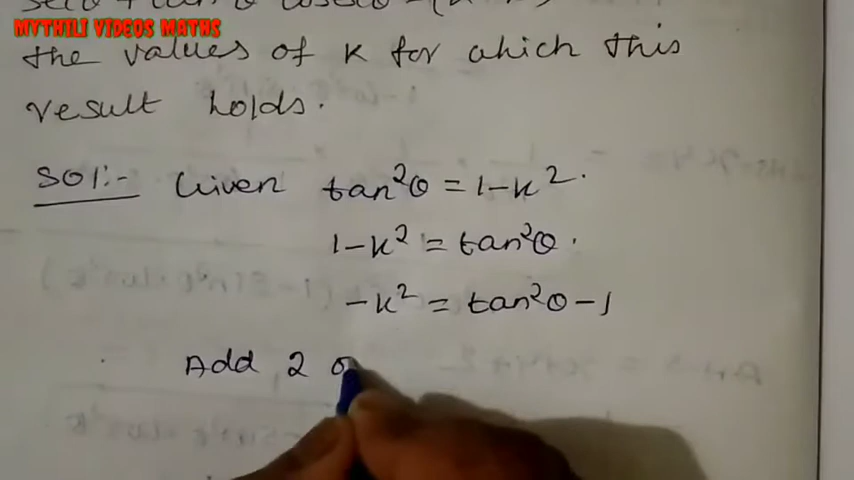 MYTHILI VIDEOS MATHS
the values of k for which this
result holds.
Sol:- Given tan²θ = 1-k².
1-k² = tan²θ.
-k² = tan²θ-1
Add 2 o